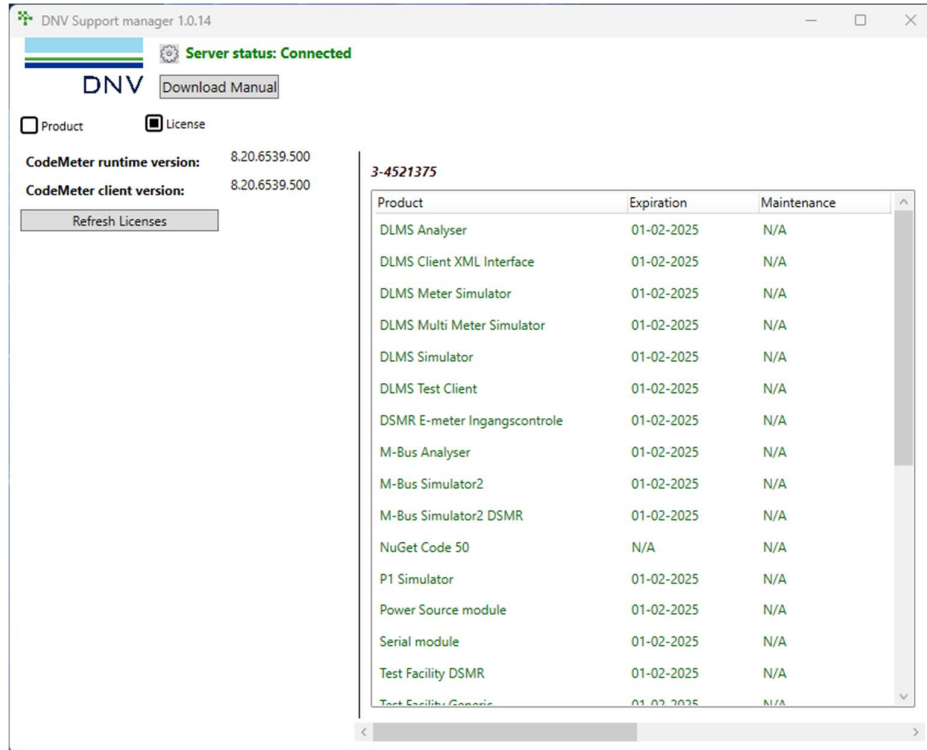 DNV Support manager 1.0.14
Server status: Connected
DNV
Download Manual
Product License
CodeMeter runtime version: 8.20.6539.500
CodeMeter client version: 8.20.6539.500
Refresh Licenses
3-4521375
Product Expiration Maintenance
DLMS Analyser 01-02-2025 N/A
DLMS Client XML Interface 01-02-2025 N/A
DLMS Meter Simulator 01-02-2025 N/A
DLMS Multi Meter Simulator 01-02-2025 N/A
DLMS Simulator 01-02-2025 N/A
DLMS Test Client 01-02-2025 N/A
DSMR E-meter Ingangscontrole 01-02-2025 N/A
M-Bus Analyser 01-02-2025 N/A
M-Bus Simulator2 01-02-2025 N/A
M-Bus Simulator2 DSMR 01-02-2025 N/A
NuGet Code 50 N/A N/A
P1 Simulator 01-02-2025 N/A
Power Source module 01-02-2025 N/A
Serial module 01-02-2025 N/A
Test Facility DSMR 01-02-2025 N/A
Test Facility Generic 01-02-2025 N/A